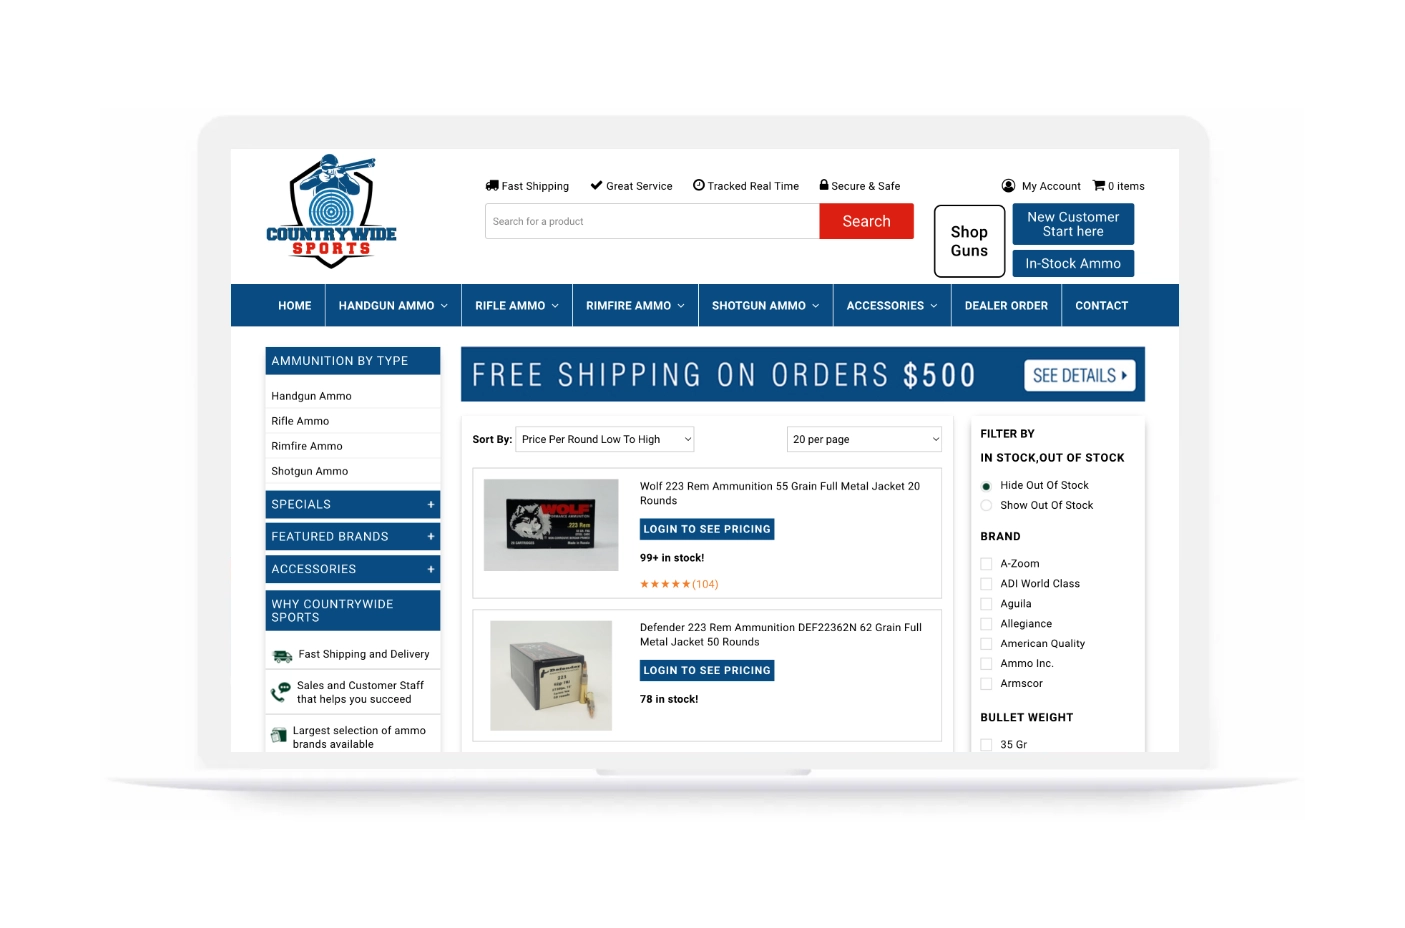 COUNTRYWIDE
SPORTS
Fast Shipping
Great Service
Tracked Real Time
Secure & Safe
My Account
0 items
Search for a product
Search
Shop
Guns
New Customer
Start here
In-Stock Ammo
HOME
HANDGUN AMMO
RIFLE AMMO
RIMFIRE AMMO
SHOTGUN AMMO
ACCESSORIES
DEALER ORDER
CONTACT
AMMUNITION BY TYPE
Handgun Ammo
Rifle Ammo
Rimfire Ammo
Shotgun Ammo
SPECIALS +
FEATURED BRANDS +
ACCESSORIES +
WHY COUNTRYWIDE
SPORTS
Fast Shipping and Delivery
Sales and Customer Staff
that helps you succeed
Largest selection of ammo
brands available
FREE SHIPPING ON ORDERS $500
SEE DETAILS
Sort By: Price Per Round Low To High
20 per page
WOLF
.223 Rem
Wolf 223 Rem Ammunition 55 Grain Full Metal Jacket 20
Rounds
LOGIN TO SEE PRICING
99+ in stock!
★★★★★(104)
Defender
223
Defender 223 Rem Ammunition DEF22362N 62 Grain Full
Metal Jacket 50 Rounds
LOGIN TO SEE PRICING
78 in stock!
FILTER BY
IN STOCK,OUT OF STOCK
Hide Out Of Stock
Show Out Of Stock
BRAND
A-Zoom
ADI World Class
Aguila
Allegiance
American Quality
Ammo Inc.
Armscor
BULLET WEIGHT
35 Gr